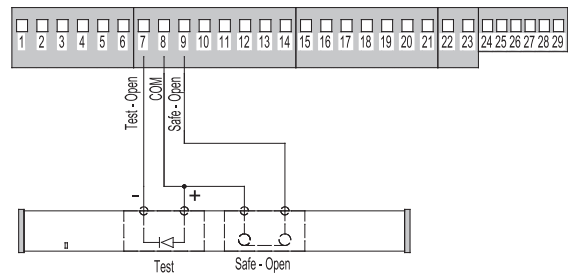 1 2 3 4 5 6 7 8 9 10 11 12 13 14 15 16 17 18 19 20 21 22 23 24 25 26 27 28 29
Test - Open
COM
Safe - Open
- +
Test
Safe - Open